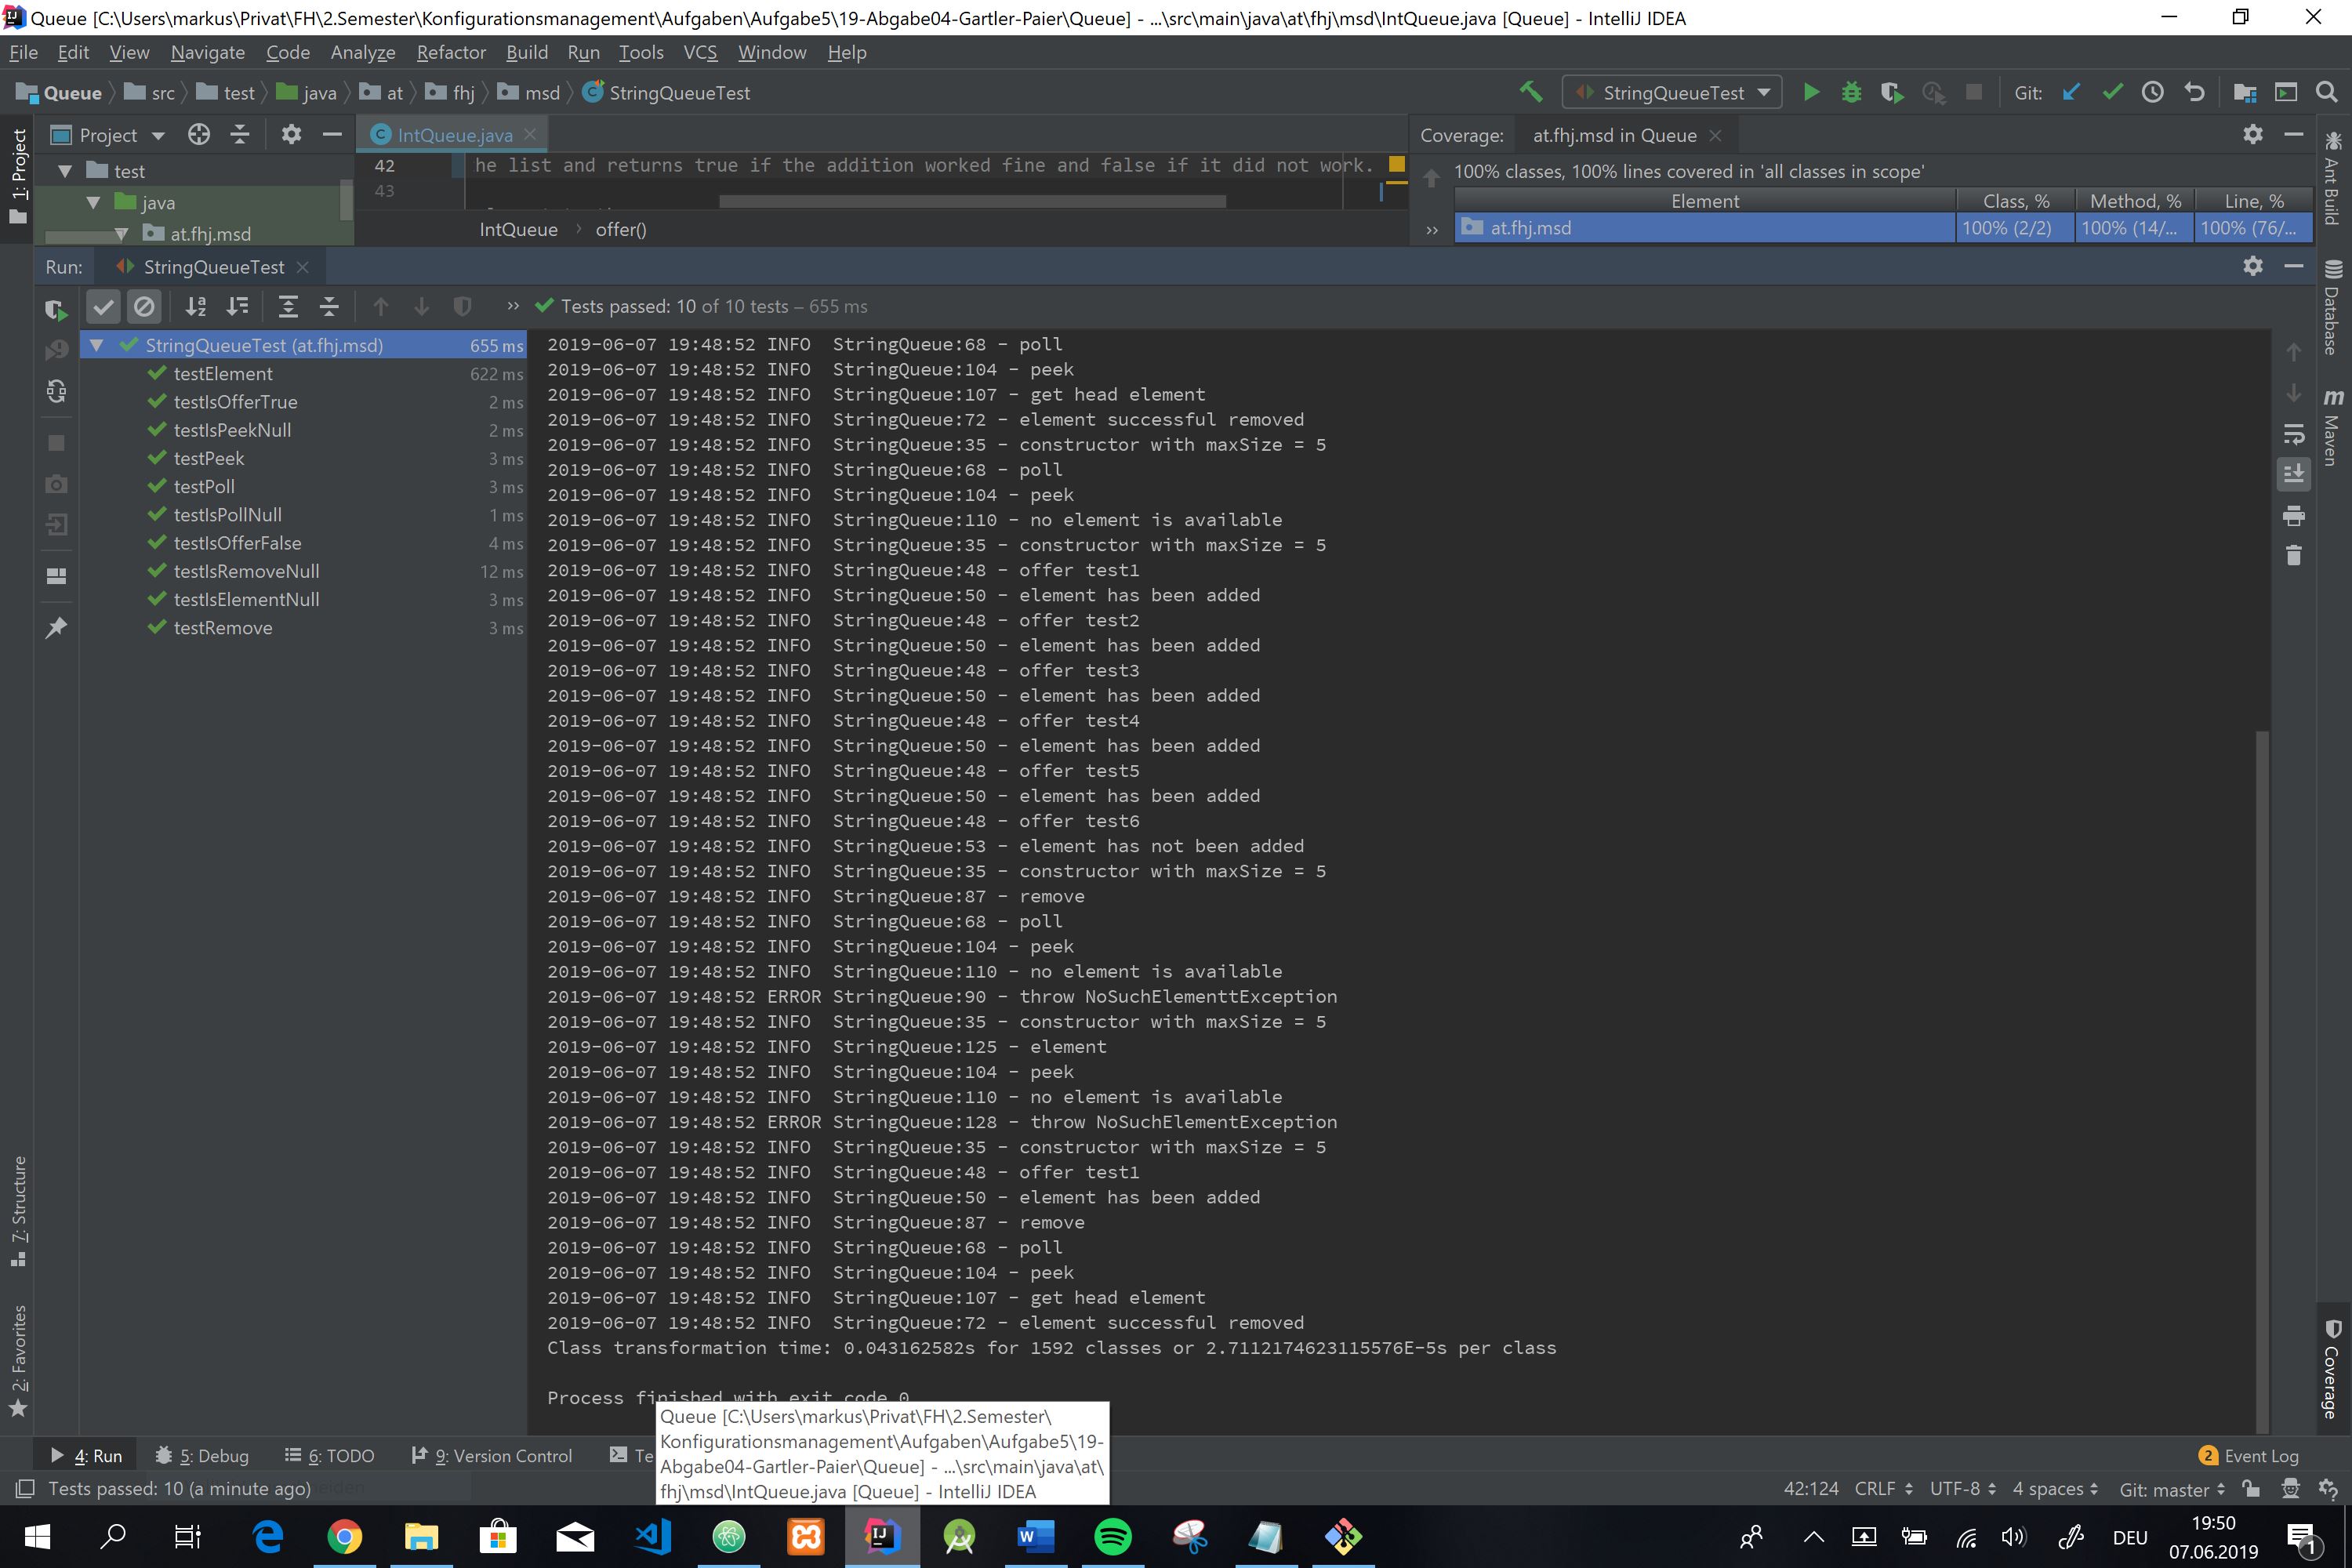 Queue [C:\Users\markus\Privat\FH\2.Semester\Konfigurationsmanagement\Aufgaben\Aufgabe5\19-Abgabe04-Gartler-Paier\Queue] - ...\src\main\java\at\fhj\msd\IntQueue.java [Queue] - IntelliJ IDEA
File Edit View Navigate Code Analyze Refactor Build Run Tools VCS Window Help
Queue src test java at fhj msd StringQueueTest
StringQueueTest Git:
1: Project
Project
IntQueue.java
Coverage: at.fhj.msd in Queue
test
java
at.fhj.msd
42 he list and returns true if the addition worked fine and false if it did not work.
43
IntQueue › offer()
100% classes, 100% lines covered in 'all classes in scope'
Element Class, % Method, % Line, %
at.fhj.msd 100% (2/2) 100% (14/... 100% (76/...
Ant Build
Database
Maven
Run: StringQueueTest
Tests passed: 10 of 10 tests – 655 ms
StringQueueTest (at.fhj.msd) 655 ms
testElement 622 ms
testIsOfferTrue 2 ms
testIsPeekNull 2 ms
testPeek 3 ms
testPoll 3 ms
testIsPollNull 1 ms
testIsOfferFalse 4 ms
testIsRemoveNull 12 ms
testIsElementNull 3 ms
testRemove 3 ms
2019-06-07 19:48:52 INFO  StringQueue:68 - poll
2019-06-07 19:48:52 INFO  StringQueue:104 - peek
2019-06-07 19:48:52 INFO  StringQueue:107 - get head element
2019-06-07 19:48:52 INFO  StringQueue:72 - element successful removed
2019-06-07 19:48:52 INFO  StringQueue:35 - constructor with maxSize = 5
2019-06-07 19:48:52 INFO  StringQueue:68 - poll
2019-06-07 19:48:52 INFO  StringQueue:104 - peek
2019-06-07 19:48:52 INFO  StringQueue:110 - no element is available
2019-06-07 19:48:52 INFO  StringQueue:35 - constructor with maxSize = 5
2019-06-07 19:48:52 INFO  StringQueue:48 - offer test1
2019-06-07 19:48:52 INFO  StringQueue:50 - element has been added
2019-06-07 19:48:52 INFO  StringQueue:48 - offer test2
2019-06-07 19:48:52 INFO  StringQueue:50 - element has been added
2019-06-07 19:48:52 INFO  StringQueue:48 - offer test3
2019-06-07 19:48:52 INFO  StringQueue:50 - element has been added
2019-06-07 19:48:52 INFO  StringQueue:48 - offer test4
2019-06-07 19:48:52 INFO  StringQueue:50 - element has been added
2019-06-07 19:48:52 INFO  StringQueue:48 - offer test5
2019-06-07 19:48:52 INFO  StringQueue:50 - element has been added
2019-06-07 19:48:52 INFO  StringQueue:48 - offer test6
2019-06-07 19:48:52 INFO  StringQueue:53 - element has not been added
2019-06-07 19:48:52 INFO  StringQueue:35 - constructor with maxSize = 5
2019-06-07 19:48:52 INFO  StringQueue:87 - remove
2019-06-07 19:48:52 INFO  StringQueue:68 - poll
2019-06-07 19:48:52 INFO  StringQueue:104 - peek
2019-06-07 19:48:52 INFO  StringQueue:110 - no element is available
2019-06-07 19:48:52 ERROR StringQueue:90 - throw NoSuchElementtException
2019-06-07 19:48:52 INFO  StringQueue:35 - constructor with maxSize = 5
2019-06-07 19:48:52 INFO  StringQueue:125 - element
2019-06-07 19:48:52 INFO  StringQueue:104 - peek
2019-06-07 19:48:52 INFO  StringQueue:110 - no element is available
2019-06-07 19:48:52 ERROR StringQueue:128 - throw NoSuchElementException
2019-06-07 19:48:52 INFO  StringQueue:35 - constructor with maxSize = 5
2019-06-07 19:48:52 INFO  StringQueue:48 - offer test1
2019-06-07 19:48:52 INFO  StringQueue:50 - element has been added
2019-06-07 19:48:52 INFO  StringQueue:87 - remove
2019-06-07 19:48:52 INFO  StringQueue:68 - poll
2019-06-07 19:48:52 INFO  StringQueue:104 - peek
2019-06-07 19:48:52 INFO  StringQueue:107 - get head element
2019-06-07 19:48:52 INFO  StringQueue:72 - element successful removed
Class transformation time: 0.043162582s for 1592 classes or 2.7112174623115576E-5s per class
Process finished with exit code 0
Queue [C:\Users\markus\Privat\FH\2.Semester\
Konfigurationsmanagement\Aufgaben\Aufgabe5\19-
Abgabe04-Gartler-Paier\Queue] - ...\src\main\java\at\
fhj\msd\IntQueue.java [Queue] - IntelliJ IDEA
7: Structure
2: Favorites
Coverage
4: Run 5: Debug 6: TODO 9: Version Control Te
2 Event Log
Tests passed: 10 (a minute ago)
42:124 CRLF UTF-8 4 spaces Git: master
DEU
19:50
07.06.2019
1